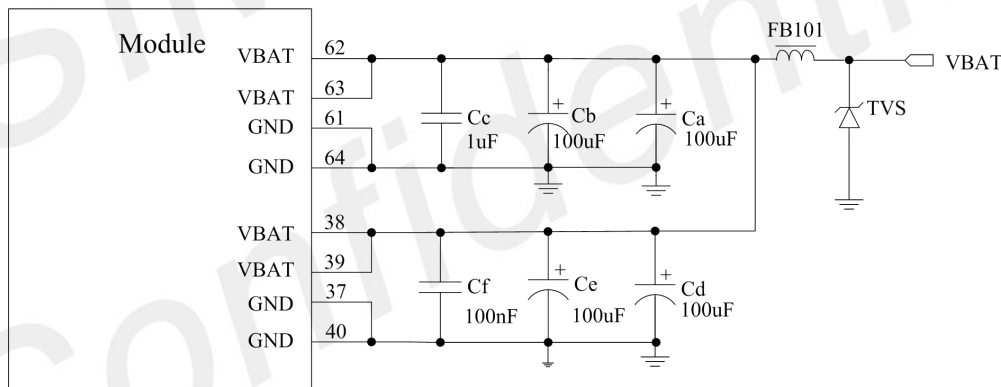 Module
FB101
VBAT 62
VBAT
VBAT 63
TVS
GND 61
+ +
Cc Cb Ca
1uF 100uF 100uF
GND 64
VBAT 38
VBAT 39
+ +
Cf Ce Cd
GND 37
100nF 100uF 100uF
GND 40
Confidenti